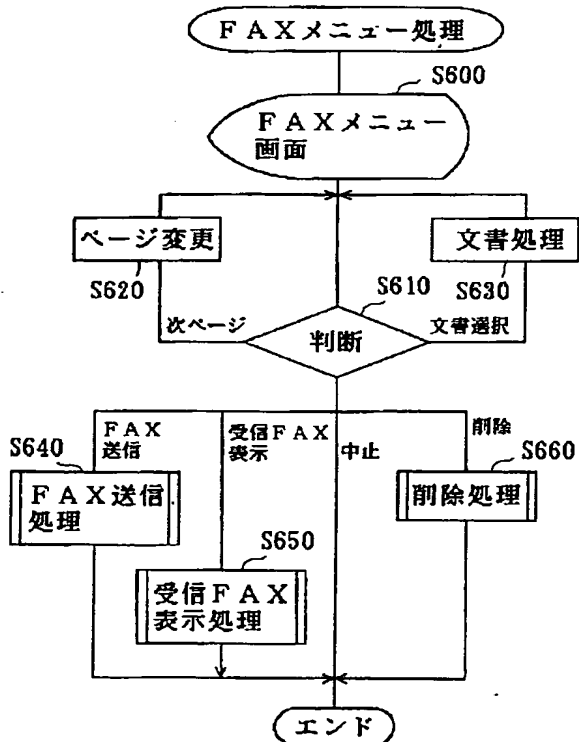 ＦＡＸメニュー処理
S600
ＦＡＸメニュー
画面
ページ変更
文書処理
S620
S610
S630
次ページ
判断
文書選択
ＦＡＸ
送信
受信ＦＡＸ
表示
中止
削除
S640
S660
ＦＡＸ送信
処理
削除処理
S650
受信ＦＡＸ
表示処理
エンド